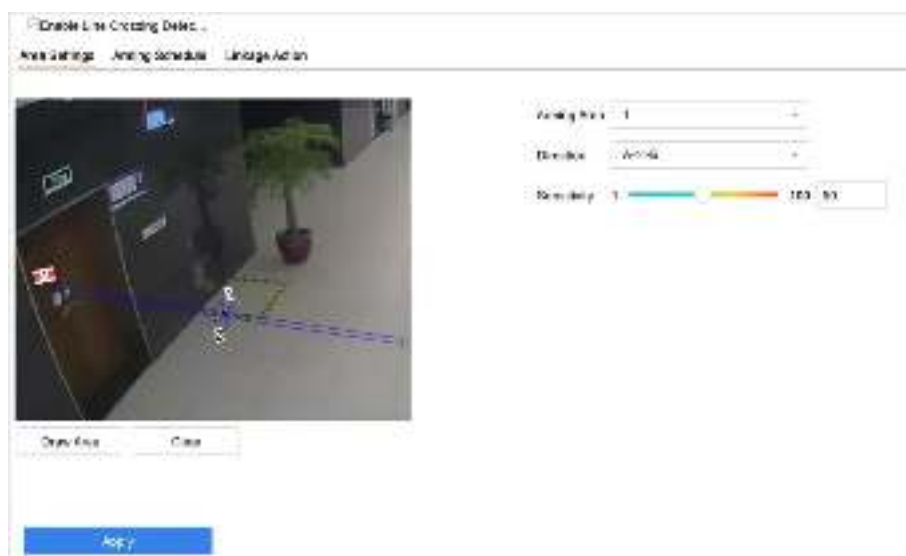 Enable Line Crossing Detec...
Area Settings Arming Schedule Linkage Action
Arming Area 1
Direction A<->B
Sensitivity 1 100 50
Draw Area Clear
Apply